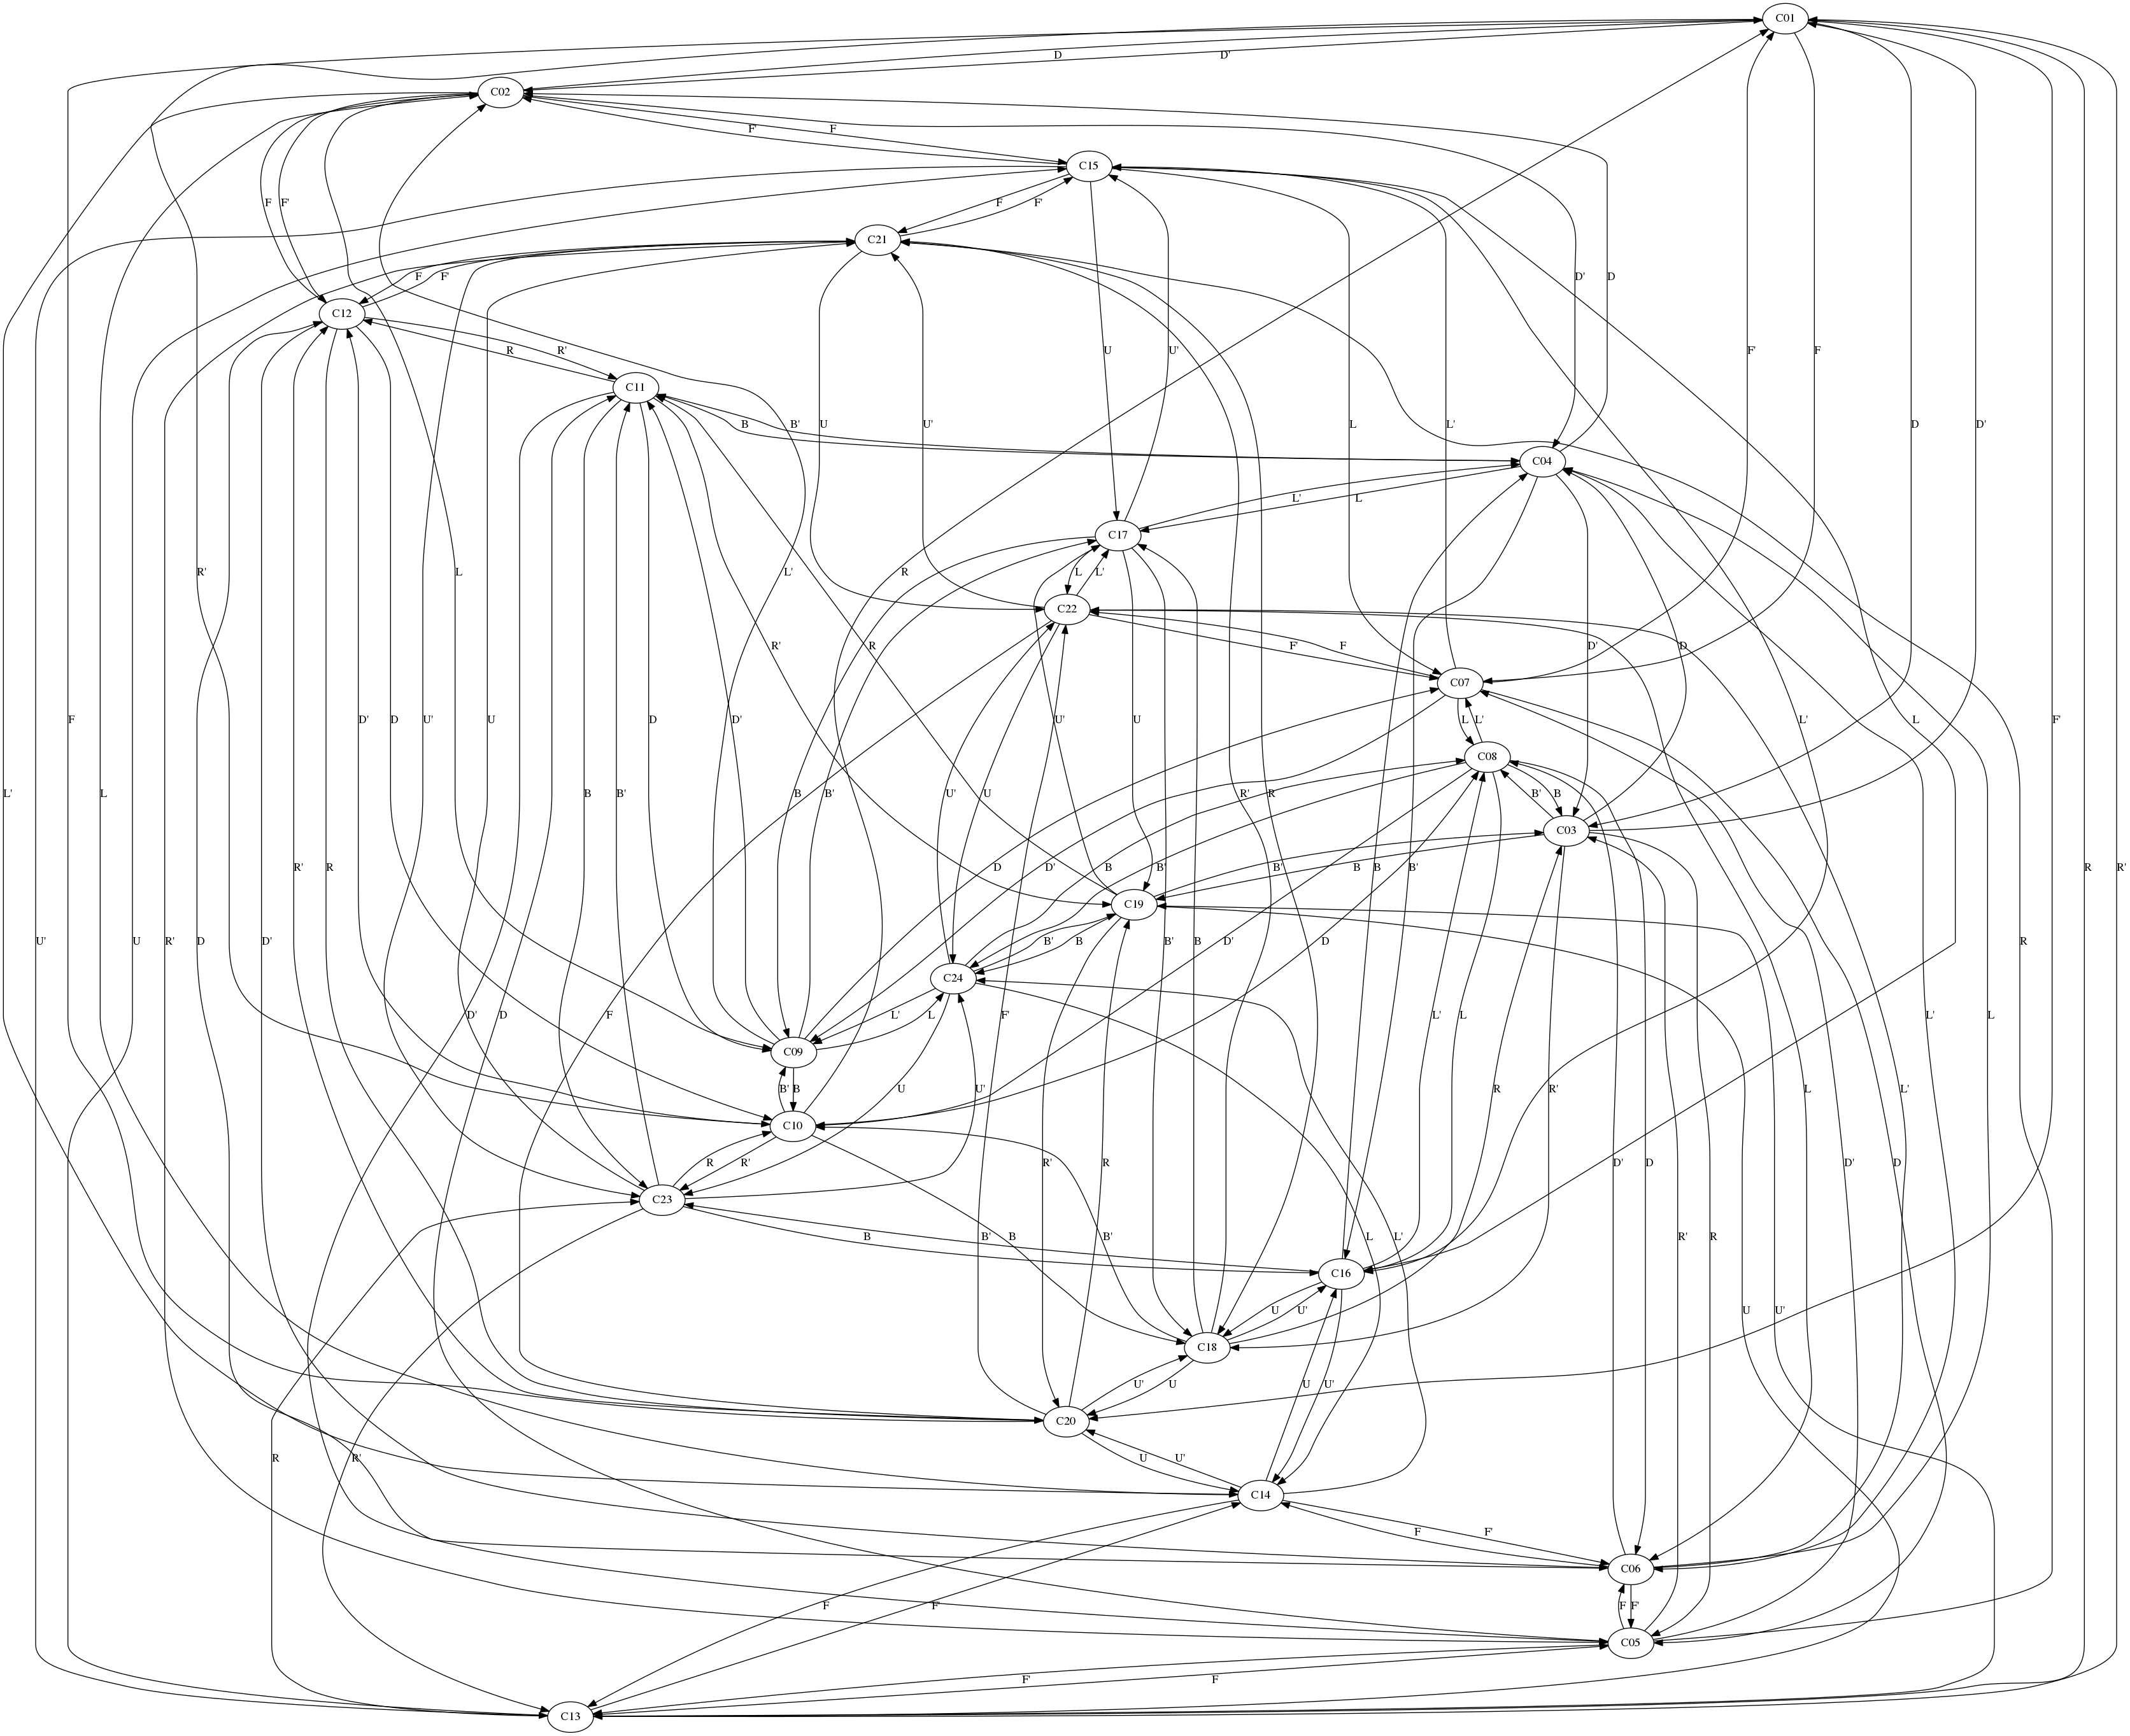 C01
D
D'
C02
F'
F
C15
F
F'
C21
F
F
F
F'
C12
R
R'
C11
B
B'
D'
D
C04
L'
L
U
U'
L
L'
C17
R
L'
R'
L
L
L'
U
U'
F'
F
D
D'
C22
F'
F
D'
D
C07
L
L'
R'
R
U
U'
C08
B'
B
C03
D'
D
U'
U
B
B'
L
R'
R
U'
U
F
L'
L
B'
B
C19
D
D'
B'
B
B
B'
U'
U
B
B'
B'
B
C24
L'
L
U'
U
R'
D
D'
D'
D
B'
B
R
C09
B'
B
C10
R
R'
U
U'
L'
L
F
F'
R
R'
C23
B
B'
B
B'
R'
R
D'
D
R'
R
C16
U
U'
L
L'
L
L'
D'
D
C18
U'
U
U
U'
C20
U
U'
R
R'
C14
F
F'
C06
F
F'
C05
F
F'
F
F'
C13